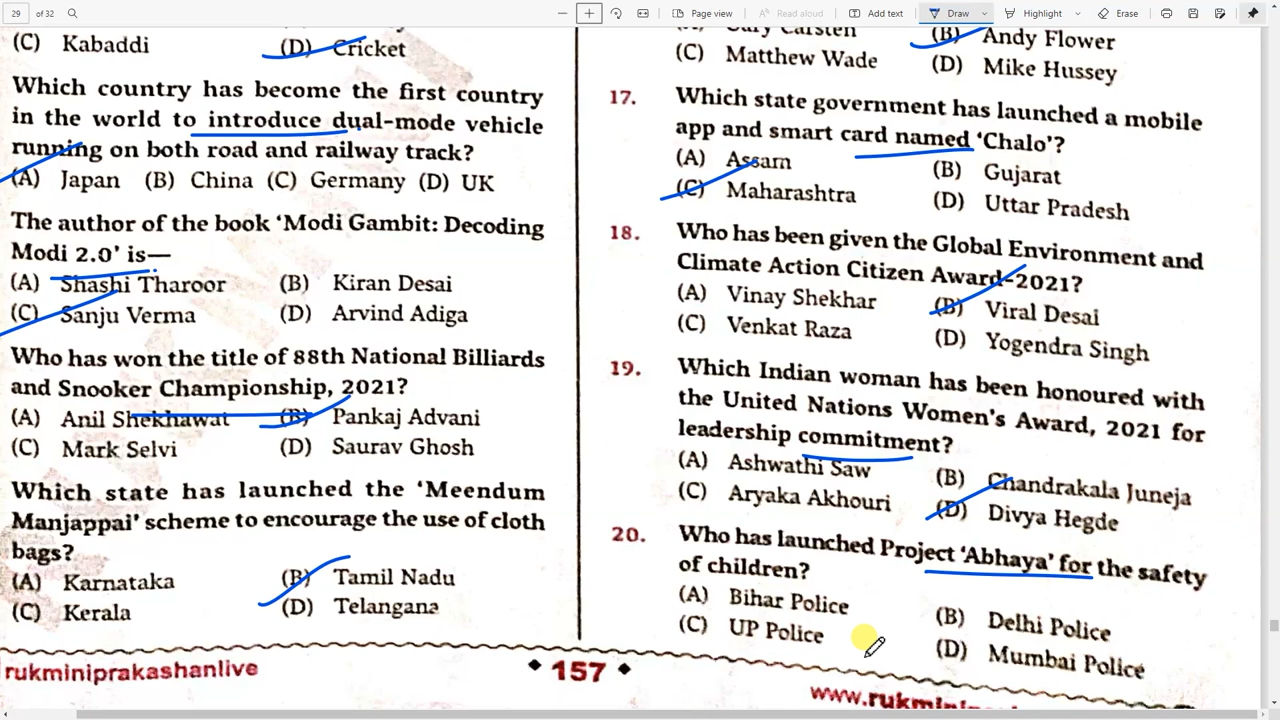 29 of 32
Page view
Read aloud
Add text
Draw
Highlight
Erase
(C) Kabaddi (D) Cricket
Which country has become the first country
in the world to introduce dual-mode vehicle
running on both road and railway track?
(A) Japan (B) China (C) Germany (D) UK
The author of the book ‘Modi Gambit: Decoding
Modi 2.0’ is—
(A) Shashi Tharoor (B) Kiran Desai
(C) Sanju Verma (D) Arvind Adiga
Who has won the title of 88th National Billiards
and Snooker Championship, 2021?
(A) Anil Shekhawat (B) Pankaj Advani
(C) Mark Selvi (D) Saurav Ghosh
Which state has launched the ‘Meendum
Manjappai’ scheme to encourage the use of cloth
bags?
(A) Karnataka (B) Tamil Nadu
(C) Kerala (D) Telangana
rukminiprakashanlive
157
Carsten (B) Andy Flower
(C) Matthew Wade (D) Mike Hussey
17. Which state government has launched a mobile
app and smart card named ‘Chalo’?
(A) Assam (B) Gujarat
(C) Maharashtra (D) Uttar Pradesh
18. Who has been given the Global Environment and
Climate Action Citizen Award-2021?
(A) Vinay Shekhar (B) Viral Desai
(C) Venkat Raza (D) Yogendra Singh
19. Which Indian woman has been honoured with
the United Nations Women's Award, 2021 for
leadership commitment?
(A) Ashwathi Saw (B) Chandrakala Juneja
(C) Aryaka Akhouri (D) Divya Hegde
20. Who has launched Project ‘Abhaya’ for the safety
of children?
(A) Bihar Police (B) Delhi Police
(C) UP Police (D) Mumbai Police